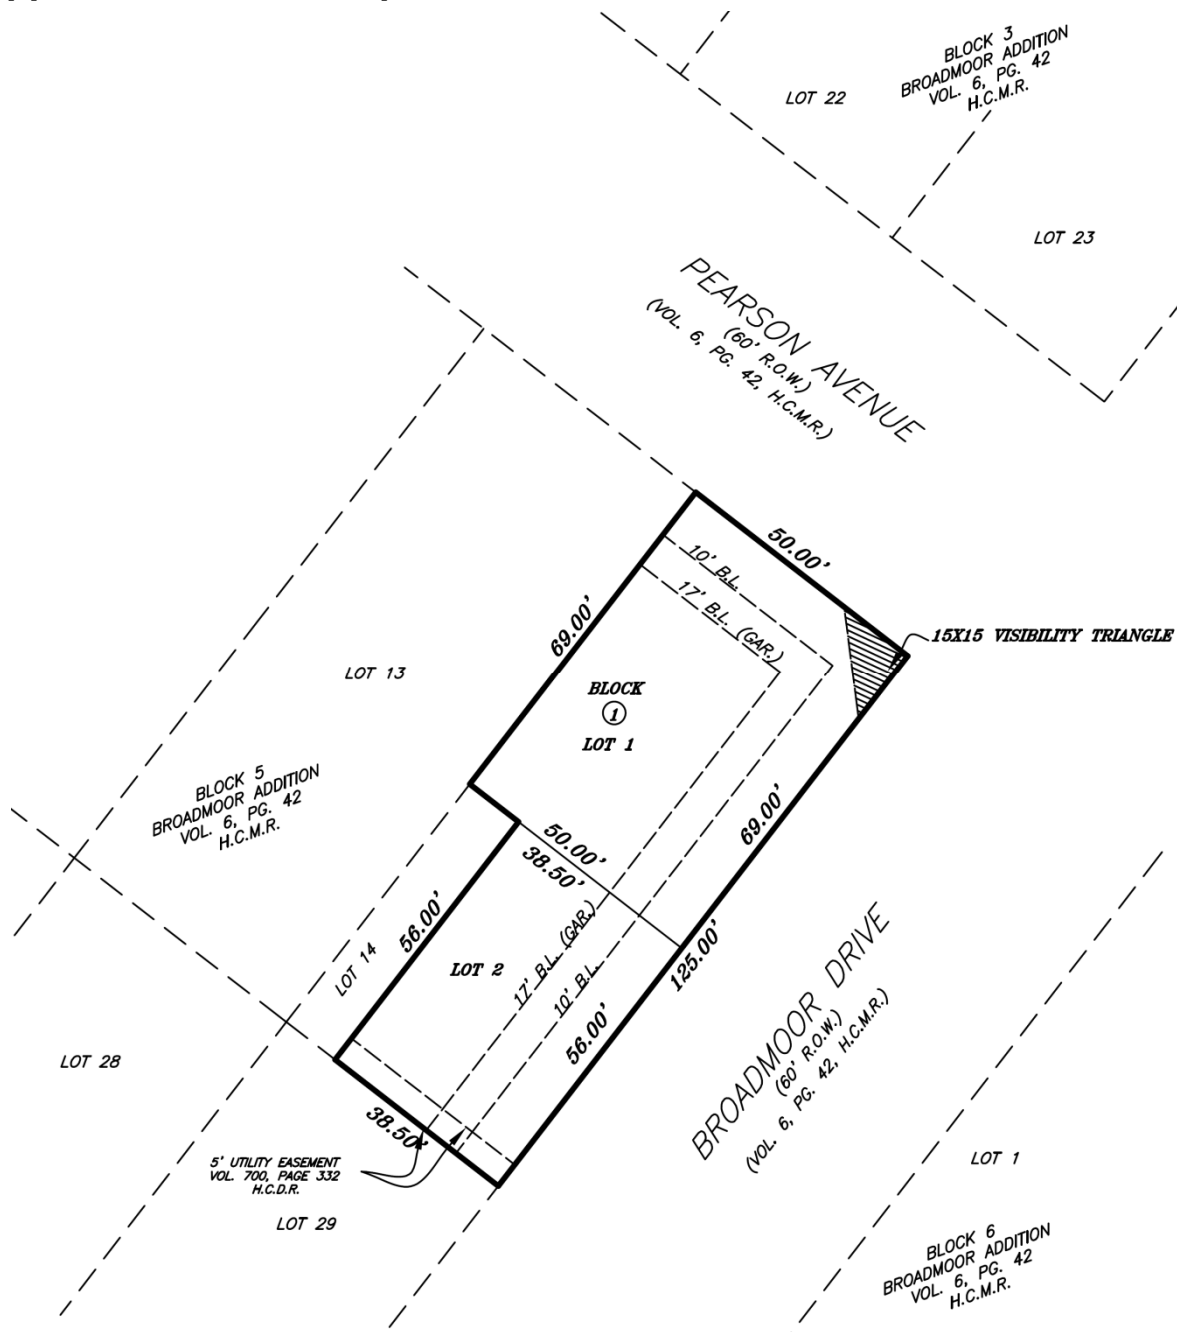 BLOCK 3
BROADMOOR ADDITION
VOL. 6, PG. 42
H.C.M.R.
LOT 22
LOT 23
PEARSON AVENUE
(60' R.O.W.)
(VOL. 6, PG. 42, H.C.M.R.)
50.00'
10' B.L.
17' B.L. (GAR.)
15X15 VISIBILITY TRIANGLE
69.00'
LOT 13
BLOCK
1
LOT 1
BLOCK 5
BROADMOOR ADDITION
VOL. 6, PG. 42
H.C.M.R.
69.00'
50.00'
38.50'
56.00'
LOT 14
LOT 2
17' B.L. (GAR.)
10' B.L.
125.00'
56.00'
BROADMOOR DRIVE
(60' R.O.W.)
(VOL. 6, PG. 42, H.C.M.R.)
LOT 28
38.50'
5' UTILITY EASEMENT
VOL. 700, PAGE 332
H.C.D.R.
LOT 29
LOT 1
BLOCK 6
BROADMOOR ADDITION
VOL. 6, PG. 42
H.C.M.R.